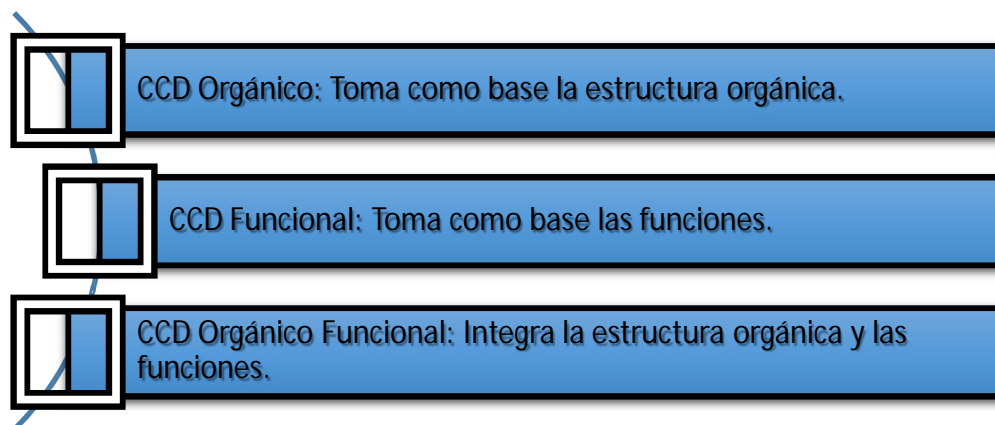 CCD Orgánico: Toma como base la estructura orgánica.
CCD Funcional: Toma como base las funciones.
CCD Orgánico Funcional: Integra la estructura orgánica y las
funciones.